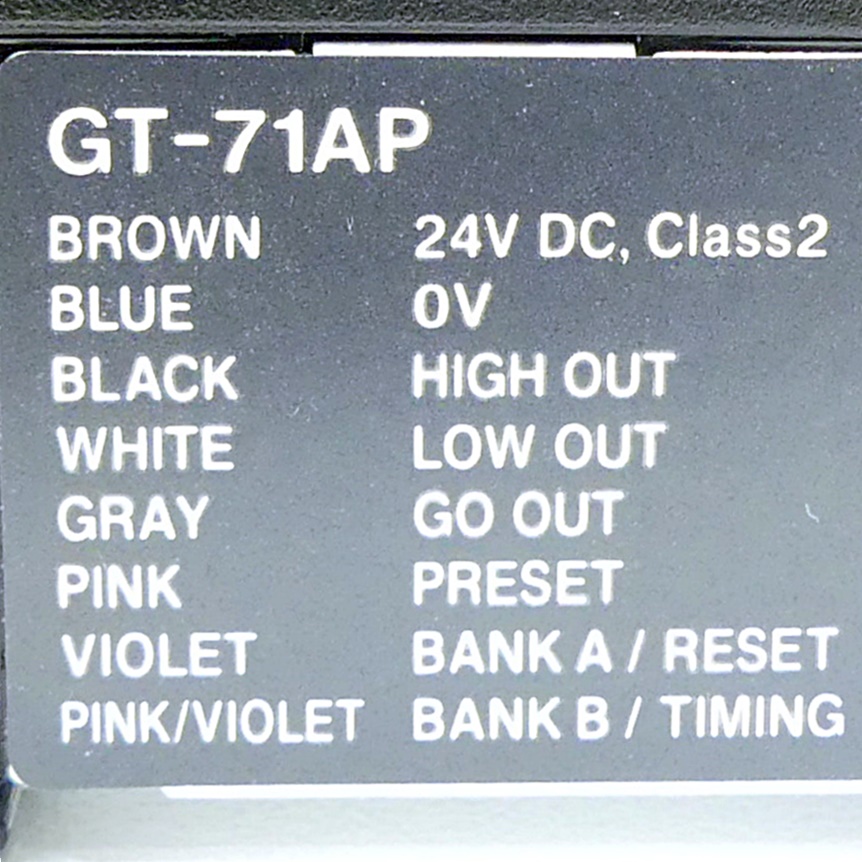 GT-71AP
BROWN 24V DC, Class2
BLUE 0V
BLACK HIGH OUT
WHITE LOW OUT
GRAY GO OUT
PINK PRESET
VIOLET BANK A / RESET
PINK/VIOLET BANK B / TIMING